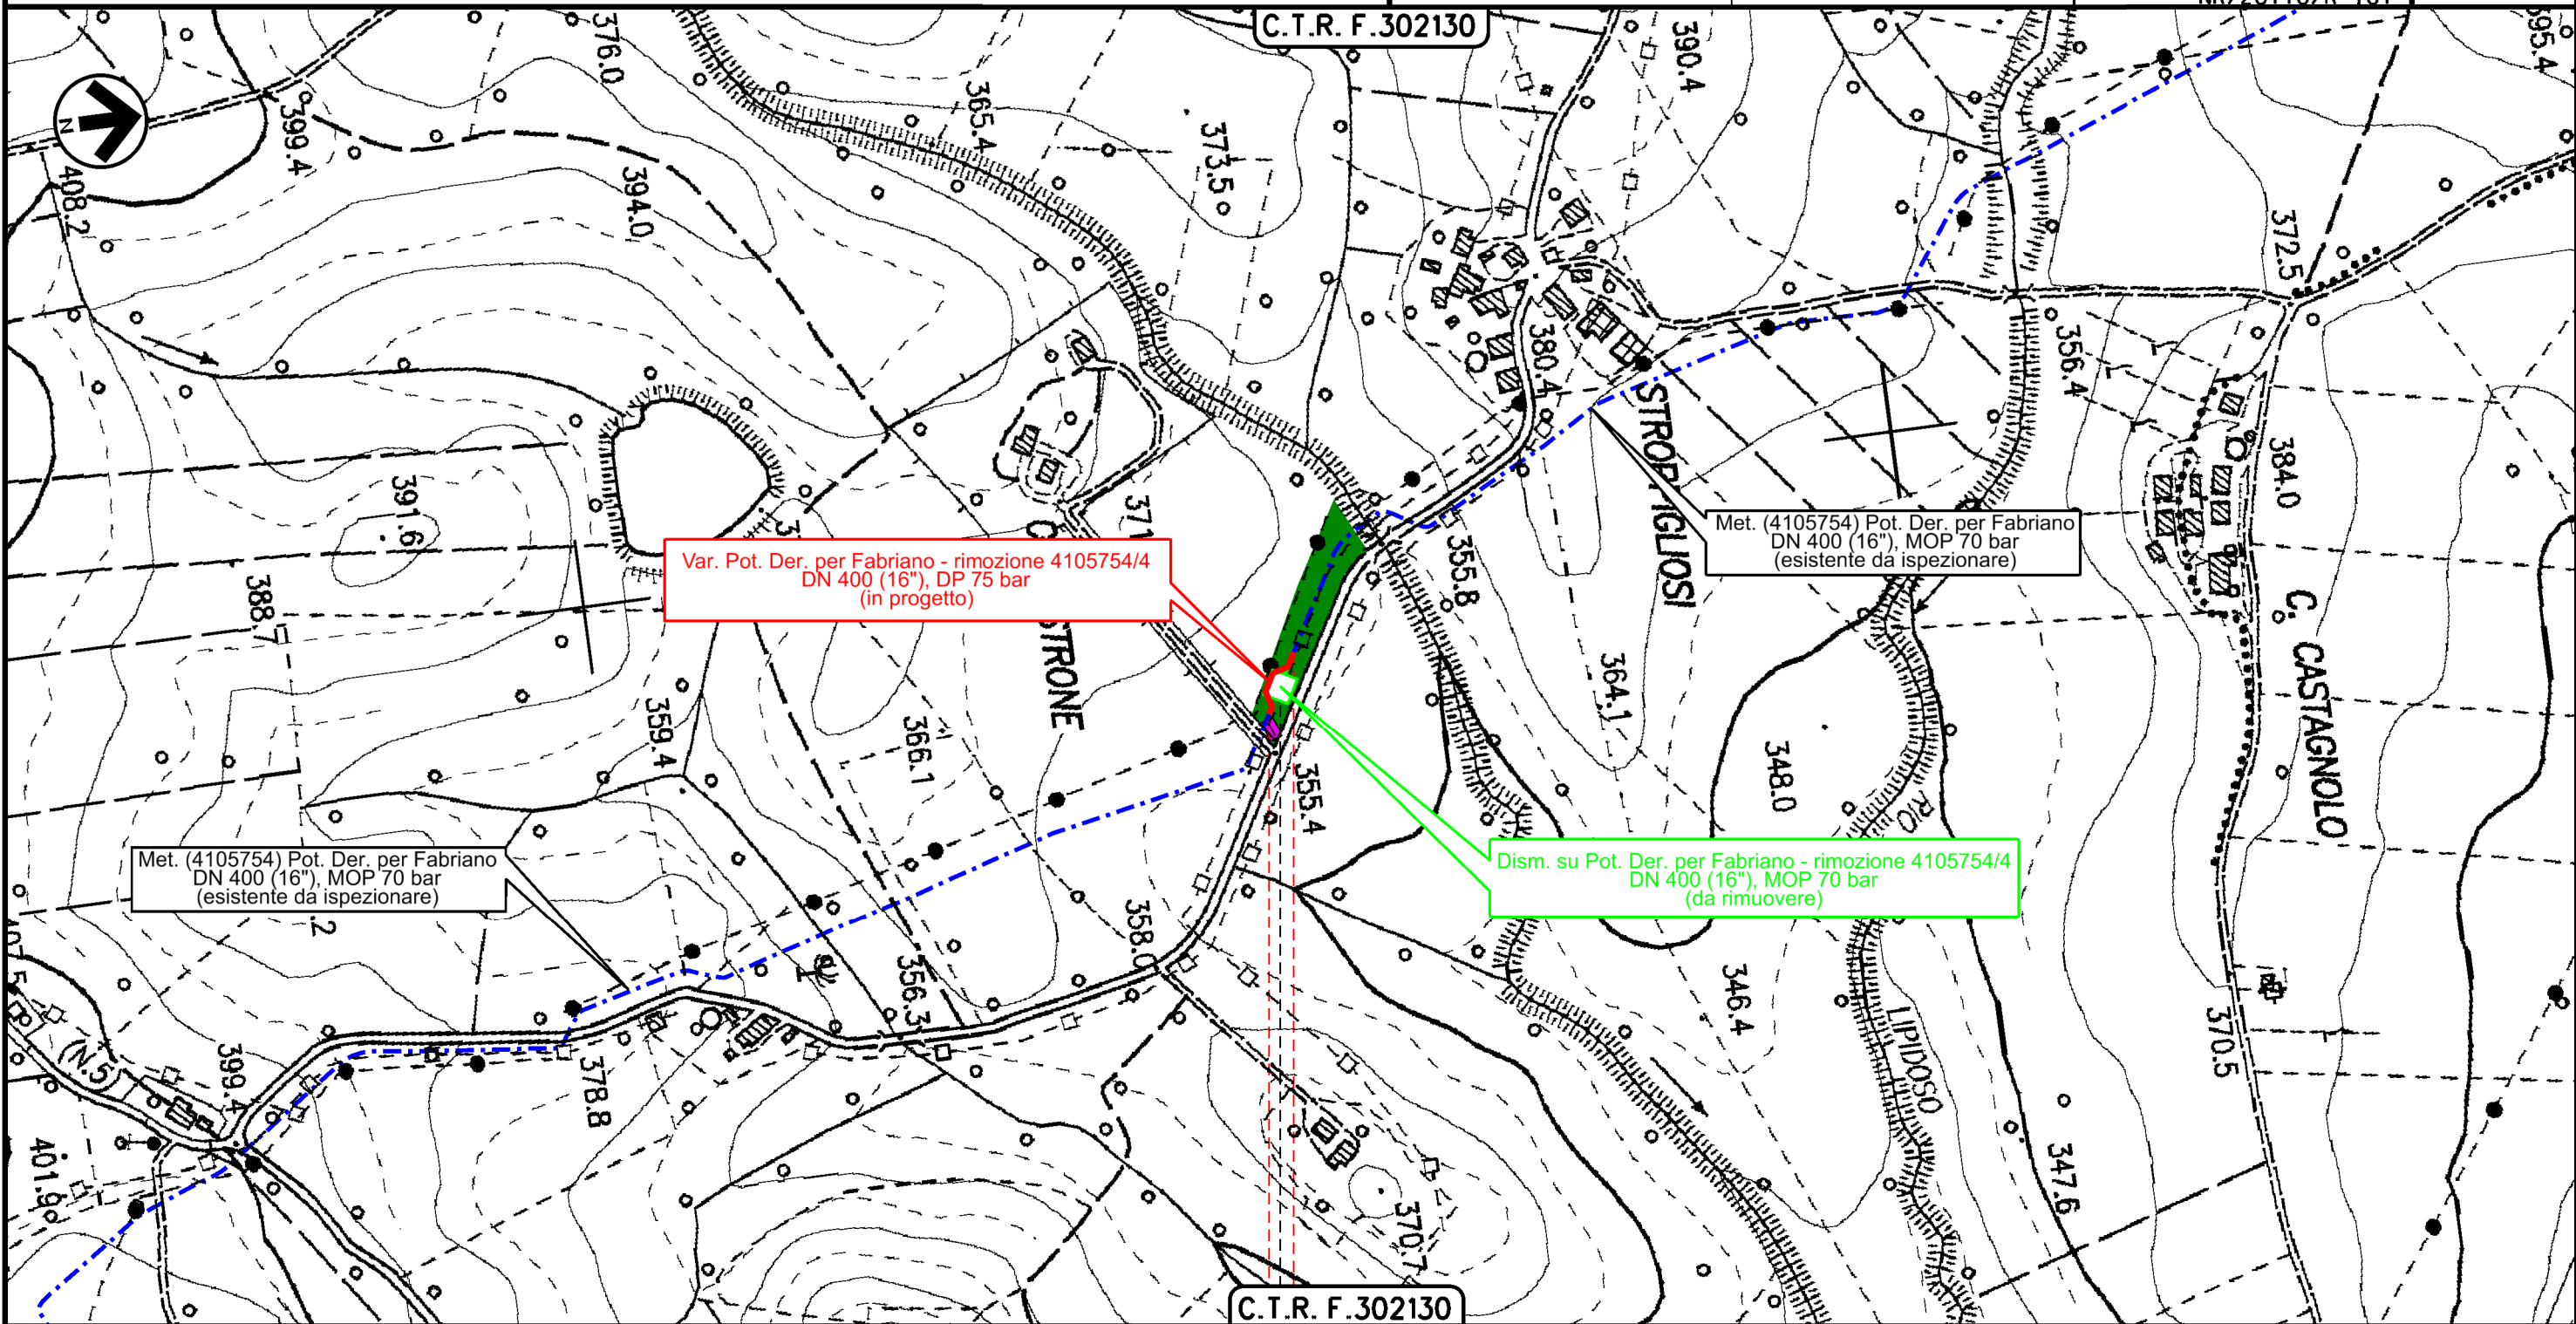 C.T.R. F.302130
N
376.0
390.4
395.4
399.4
365.4
373.5
408.2
394.0
372.5
380.4
356.4
STROPPIGLIOSI
384.0
391.6
371
Met. (4105754) Pot. Der. per Fabriano
DN 400 (16"), MOP 70 bar
(esistente da ispezionare)
Var. Pot. Der. per Fabriano - rimozione 4105754/4
DN 400 (16"), DP 75 bar
(in progetto)
355.8
388.7
STRONE
C. CASTAGNOLO
364.1
359.4
366.1
348.0
355.4
RIO
Met. (4105754) Pot. Der. per Fabriano
DN 400 (16"), MOP 70 bar
(esistente da ispezionare)
Dism. su Pot. Der. per Fabriano - rimozione 4105754/4
DN 400 (16"), MOP 70 bar
(da rimuovere)
358.0
356.3
346.4
LIPIDOSO
370.5
(N.5)
399.4
378.8
401.9
347.6
370.7
C.T.R. F.302130